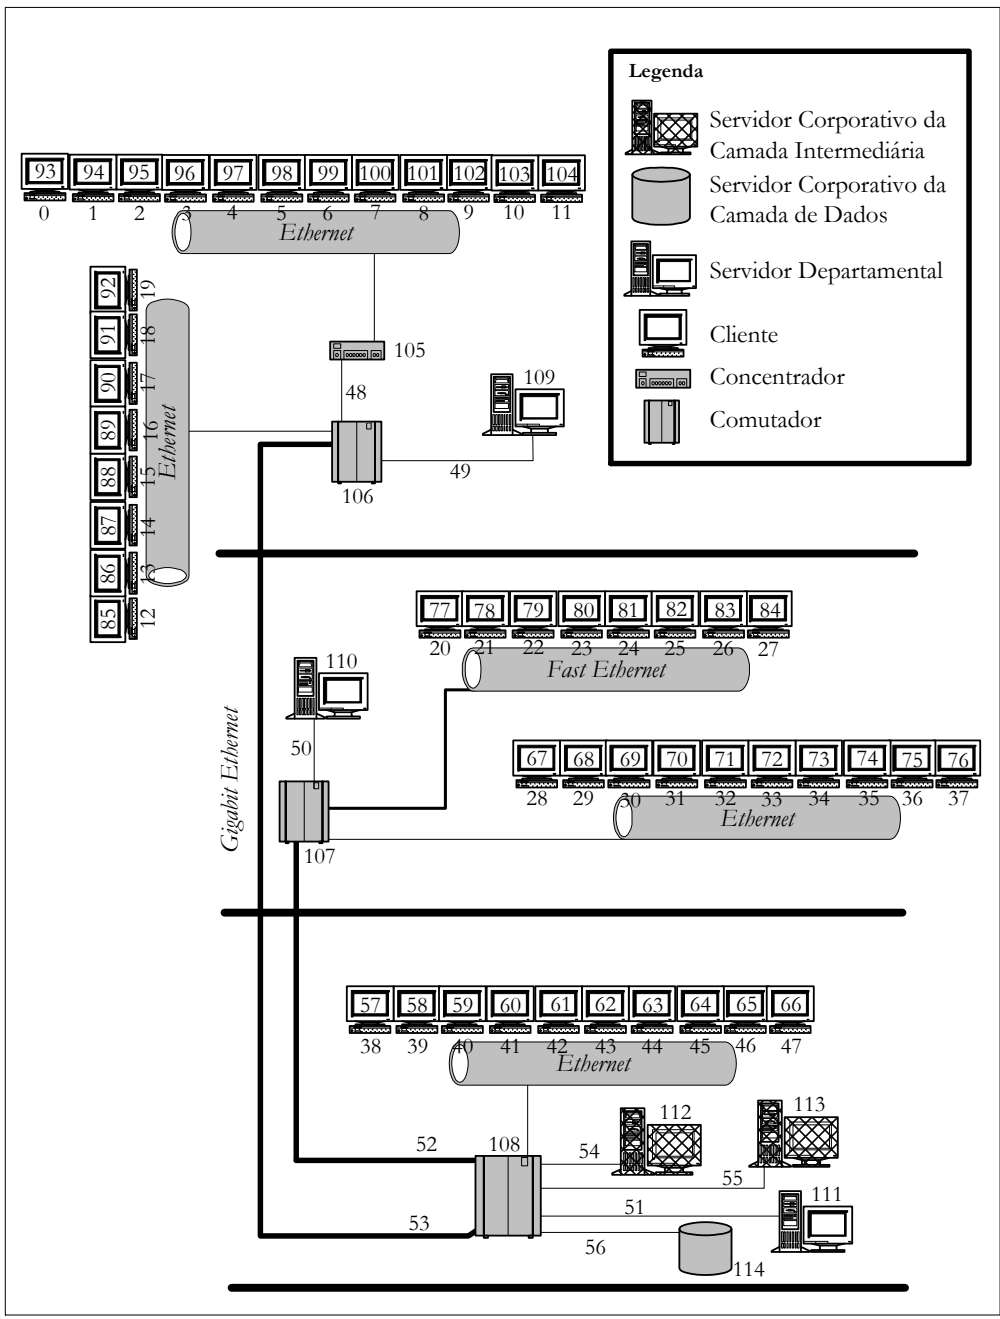 Legenda
Servidor Corporativo da
Camada Intermediária
Servidor Corporativo da
Camada de Dados
Servidor Departamental
Cliente
Concentrador
Comutador
93 94 95 96 97 98 99 100 101 102 103 104
0 1 2 3 4 5 6 7 8 9 10 11
Ethernet
92 19
91 18
90 17
89 16
88 15
87 14
86 13
85 12
Ethernet
105
48
109
49
106
77 78 79 80 81 82 83 84
20 21 22 23 24 25 26 27
Fast Ethernet
110
50
Gigabit Ethernet
67 68 69 70 71 72 73 74 75 76
28 29 30 31 32 33 34 35 36 37
Ethernet
107
57 58 59 60 61 62 63 64 65 66
38 39 40 41 42 43 44 45 46 47
Ethernet
52
108
112
113
54
55
111
51
53
56
114